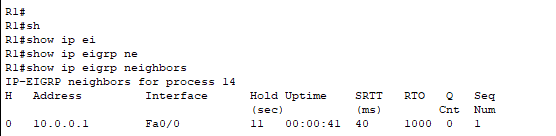 R1#
R1#sh
R1#show ip ei
R1#show ip eigrp ne
R1#show ip eigrp neighbors
IP-EIGRP neighbors for process 14
H   Address         Interface      Hold Uptime    SRTT   RTO   Q   Seq
                                   (sec)          (ms)        Cnt  Num
0   10.0.0.1        Fa0/0          11   00:00:41  40     1000  0   1